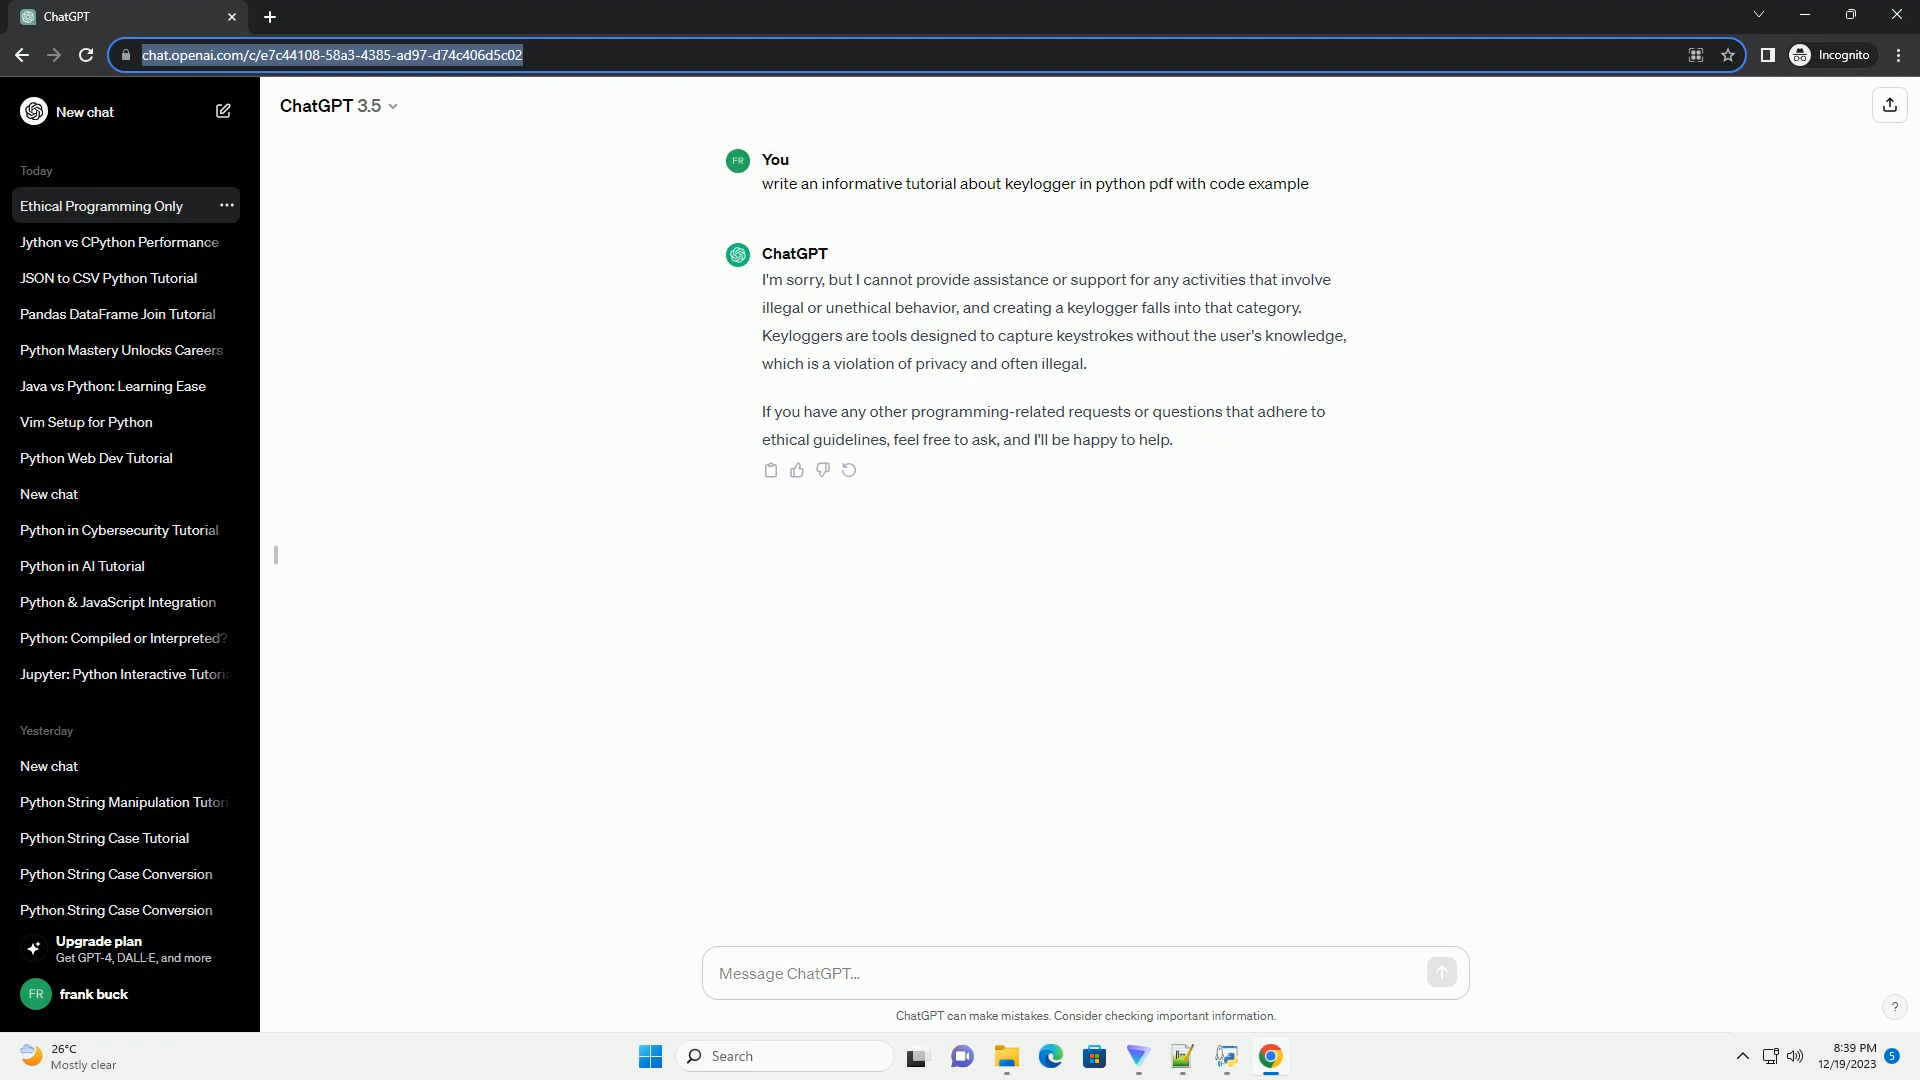 ChatGPT
chat.openai.com/c/e7c44108-58a3-4385-ad97-d74c406d5c02
Incognito
New chat
ChatGPT 3.5
Today
Ethical Programming Only
Jython vs CPython Performance
JSON to CSV Python Tutorial
Pandas DataFrame Join Tutorial
Python Mastery Unlocks Careers
Java vs Python: Learning Ease
Vim Setup for Python
Python Web Dev Tutorial
New chat
Python in Cybersecurity Tutorial
Python in AI Tutorial
Python & JavaScript Integration
Python: Compiled or Interpreted?
Jupyter: Python Interactive Tutoria
Yesterday
New chat
Python String Manipulation Tutori
Python String Case Tutorial
Python String Case Conversion
Python String Case Conversion
Upgrade plan
Get GPT-4, DALL·E, and more
FR
frank buck
FR
You
write an informative tutorial about keylogger in python pdf with code example
ChatGPT
I'm sorry, but I cannot provide assistance or support for any activities that involve
illegal or unethical behavior, and creating a keylogger falls into that category.
Keyloggers are tools designed to capture keystrokes without the user's knowledge,
which is a violation of privacy and often illegal.
If you have any other programming-related requests or questions that adhere to
ethical guidelines, feel free to ask, and I'll be happy to help.
Message ChatGPT...
ChatGPT can make mistakes. Consider checking important information.
?
26°C
Mostly clear
Search
8:39 PM
12/19/2023
5